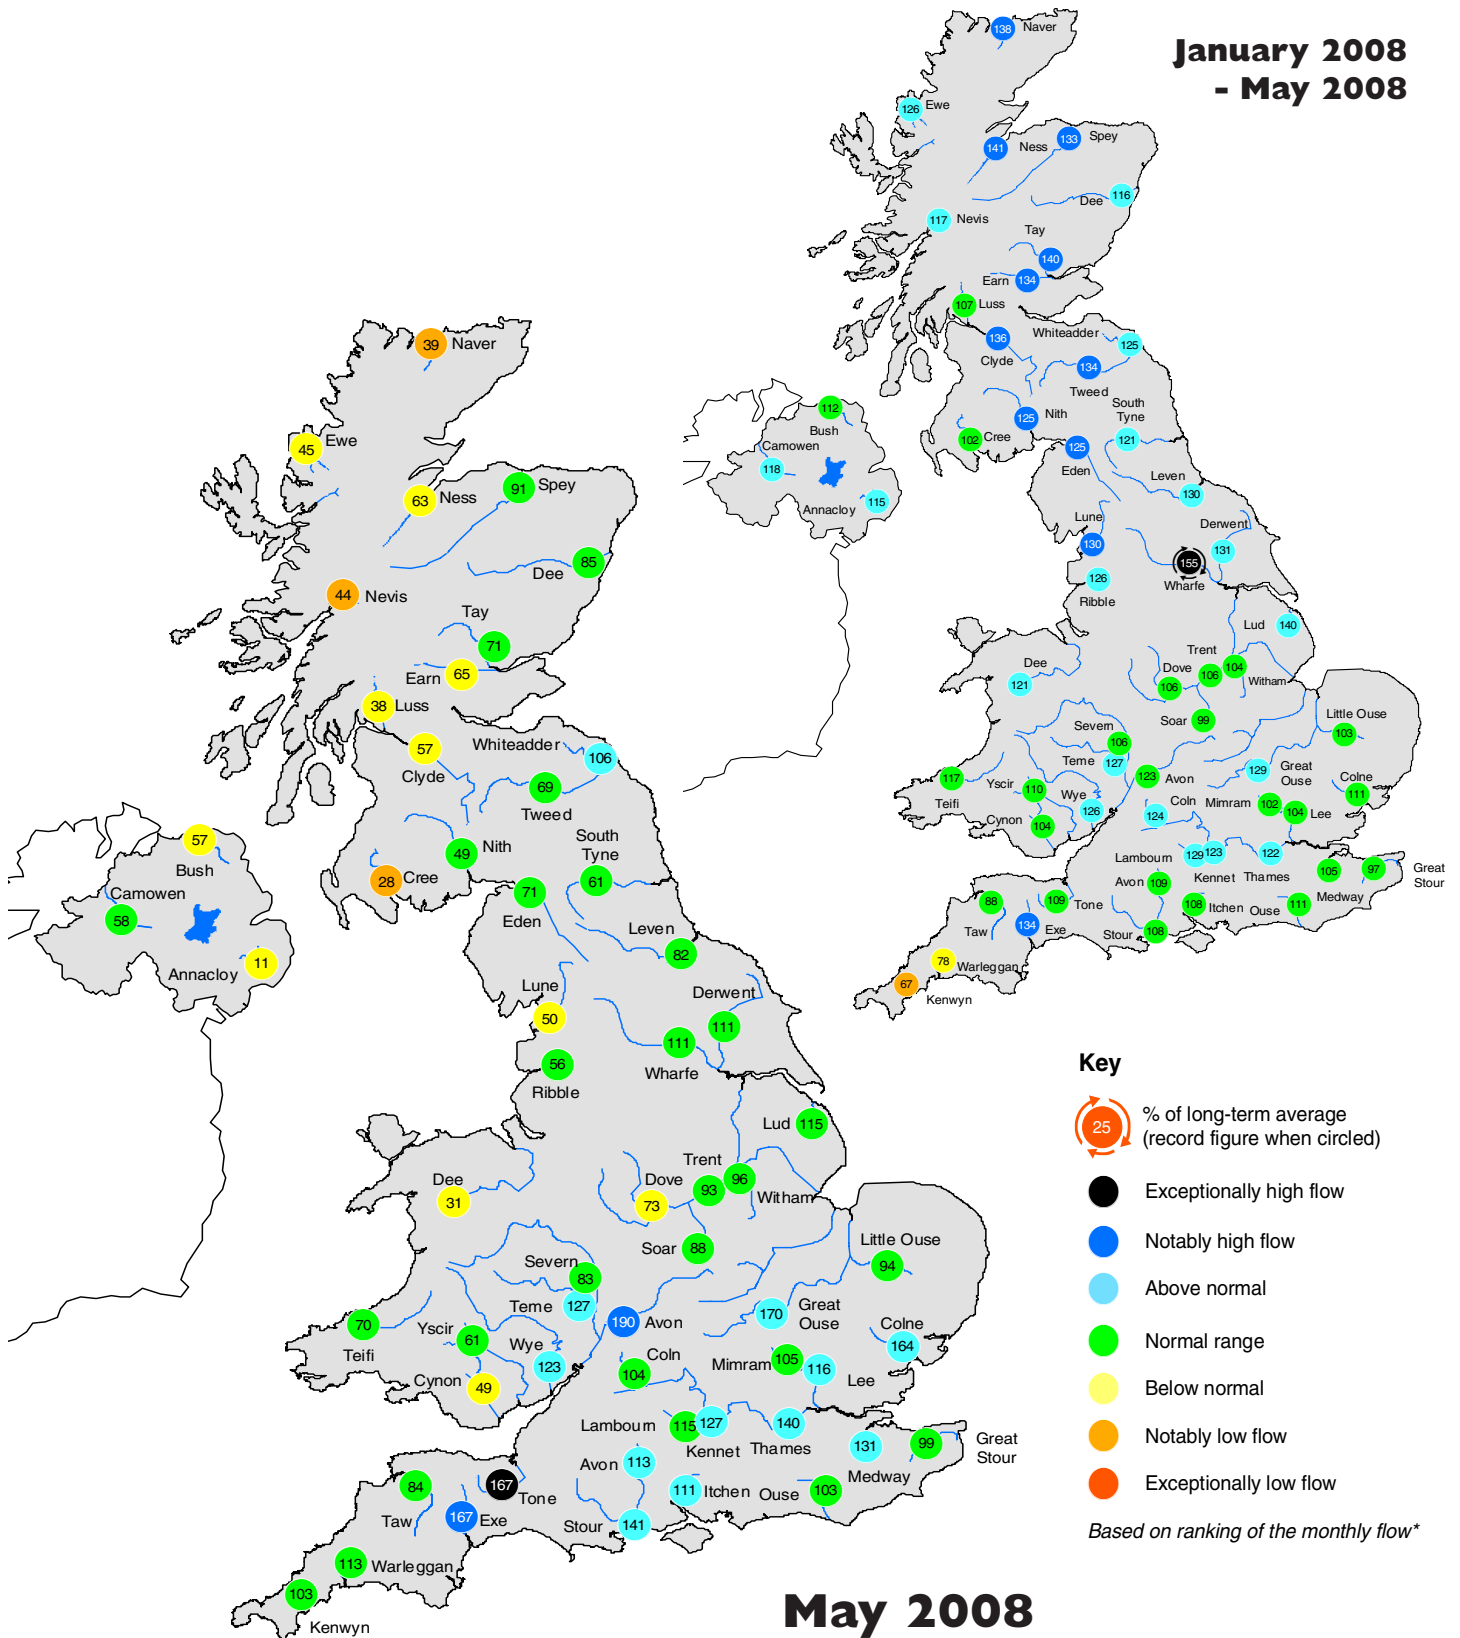 January 2008
- May 2008
138 Naver
126 Ewe
141 Ness
133 Spey
Dee 116
117 Nevis
Tay
140
Earn 134
107 Luss
Whiteadder
125
136
Clyde
134
Tweed
South
Tyne
121
125 Nith
102 Cree
125
Eden
112
Bush
Camowen
118
Annacloy
115
Leven
130
Lune
130
Derwent
131
155
Wharfe
126
Ribble
Lud 140
Dee
121
Trent
Dove
106
106
104
Witham
Soar 99
Little Ouse
103
Severn
106
Teme
127
117
Teifi
Yscir
110
Wye
126
Cynon
104
123 Avon
129
Great
Ouse
Coln
124
Mimram 102
104 Lee
Colne
111
Lambourn
129
123
Kennet
122
Thames
105
Medway
97
Great
Stour
Avon 109
108 Itchen
Ouse 111
Stour 108
88
Taw
109 Tone
134 Exe
78
Warleggan
67
Kenwyn
39 Naver
45 Ewe
63 Ness
91 Spey
Dee 85
44 Nevis
Tay
71
Earn 65
38 Luss
57
Clyde
Whiteadder
106
69
Tweed
49 Nith
South
Tyne
61
28 Cree
71
Eden
57
Bush
Camowen
58
Annacloy 11
Leven
82
Lune
50
Derwent
111
111
Wharfe
56
Ribble
Lud 115
Dee
31
Trent
Dove
73
93
96
Witham
Soar 88
Little Ouse
94
Severn
83
Teme 127
70
Teifi
Yscir 61
Wye
123
Cynon 49
190 Avon
170
Great
Ouse
Colne
164
Coln
104
Mimram 105
116
Lee
Lambourn 115
127
Kennet
140
Thames
131
Medway
99
Great
Stour
Avon 113
111 Itchen
Ouse 103
Stour 141
84
Taw
167
Tone
167 Exe
113 Warleggan
103
Kenwyn
May 2008
Key
25
% of long-term average
(record figure when circled)
Exceptionally high flow
Notably high flow
Above normal
Normal range
Below normal
Notably low flow
Exceptionally low flow
Based on ranking of the monthly flow*